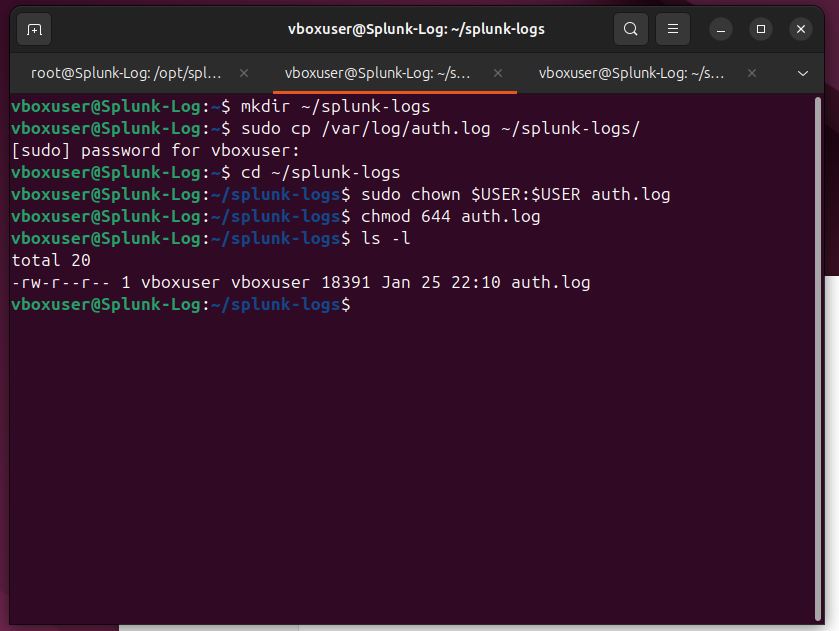 vboxuser@Splunk-Log: ~/splunk-logs
root@Splunk-Log: /opt/spl...
vboxuser@Splunk-Log: ~/s...
vboxuser@Splunk-Log: ~/s...
vboxuser@Splunk-Log:~$ mkdir ~/splunk-logs
vboxuser@Splunk-Log:~$ sudo cp /var/log/auth.log ~/splunk-logs/
[sudo] password for vboxuser:
vboxuser@Splunk-Log:~$ cd ~/splunk-logs
vboxuser@Splunk-Log:~/splunk-logs$ sudo chown $USER:$USER auth.log
vboxuser@Splunk-Log:~/splunk-logs$ chmod 644 auth.log
vboxuser@Splunk-Log:~/splunk-logs$ ls -l
total 20
-rw-r--r-- 1 vboxuser vboxuser 18391 Jan 25 22:10 auth.log
vboxuser@Splunk-Log:~/splunk-logs$